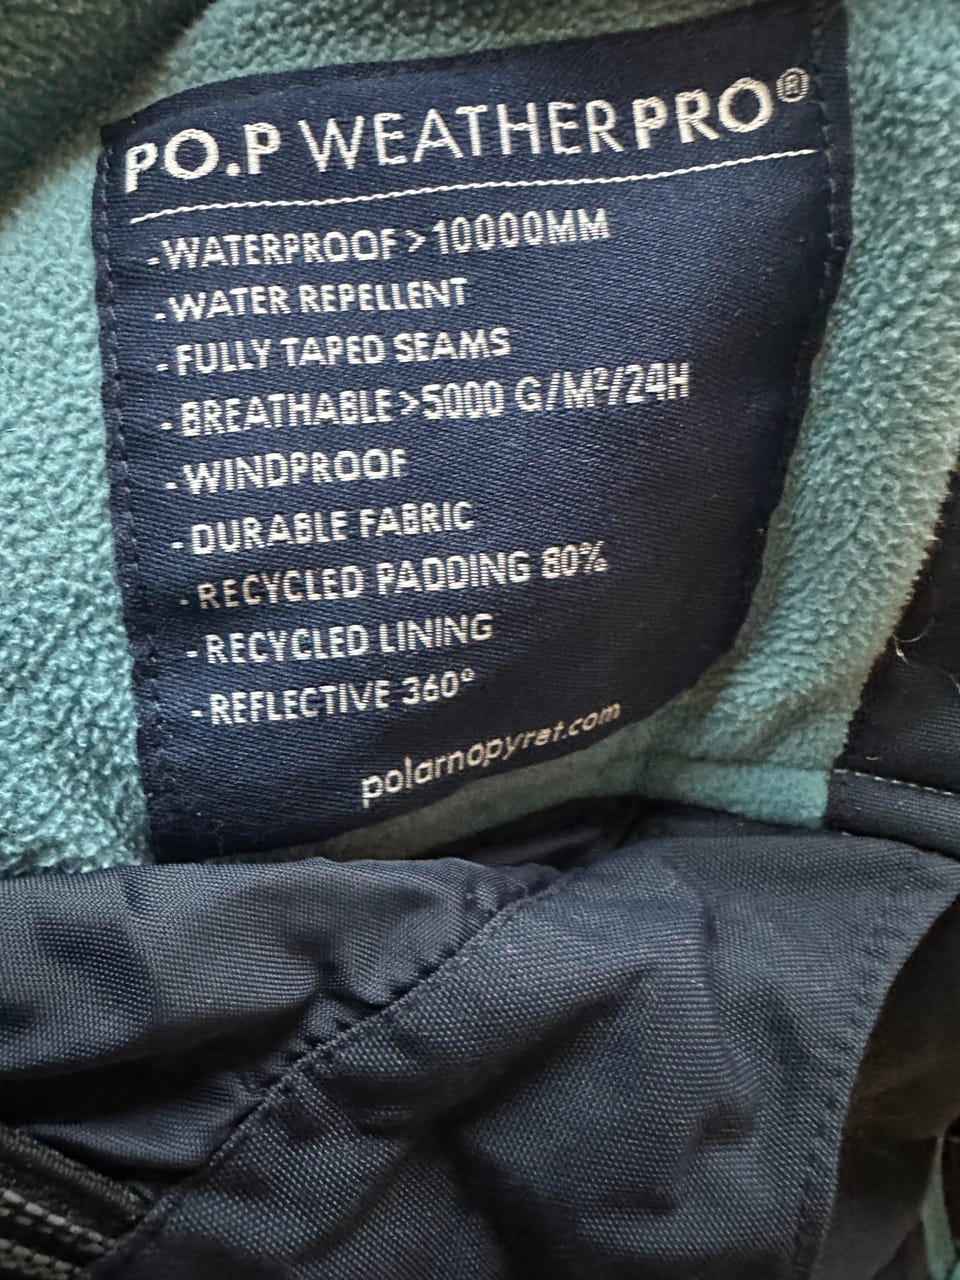 PO.P WEATHERPRO®
- WATERPROOF > 10000MM
- WATER REPELLENT
- FULLY TAPED SEAMS
- BREATHABLE > 5000 G/M²/24H
- WINDPROOF
- DURABLE FABRIC
- RECYCLED PADDING 80%
- RECYCLED LINING
- REFLECTIVE 360°
polarnopyret.com